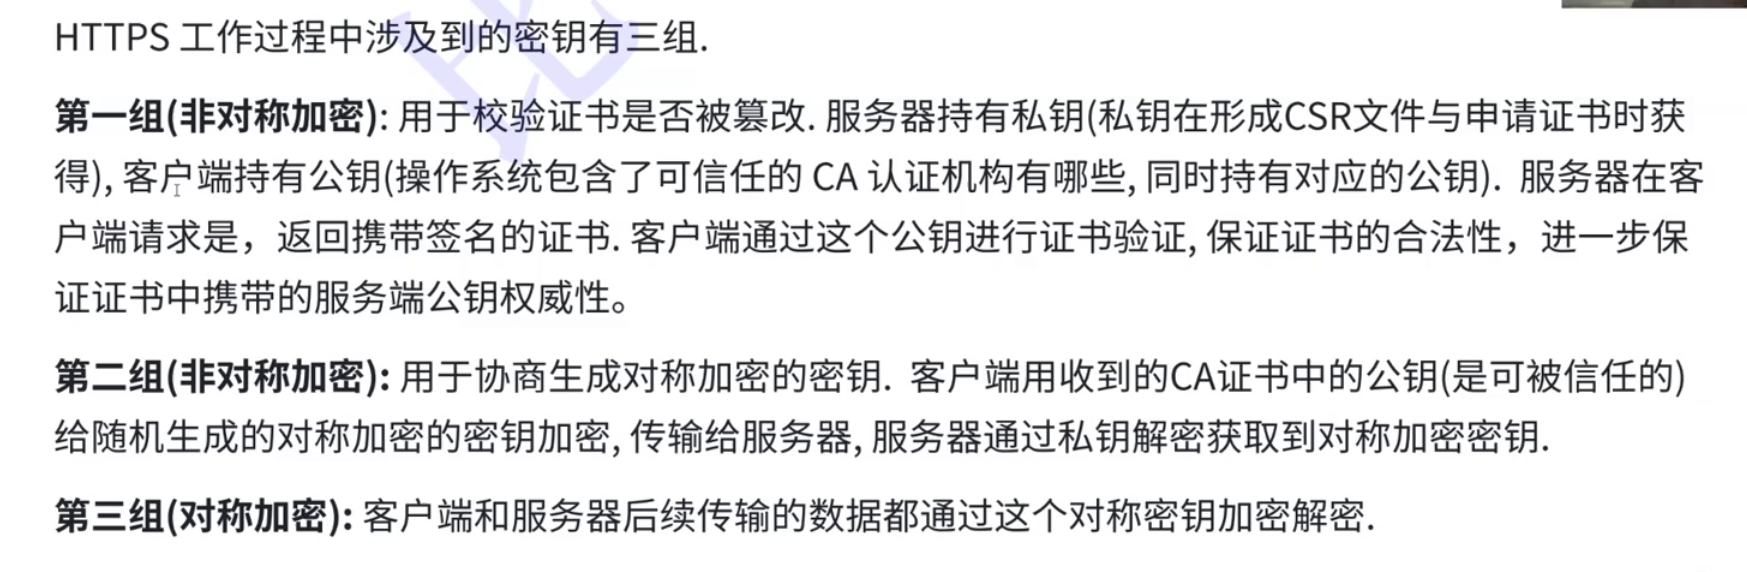 HTTPS 工作过程中涉及到的密钥有三组.
第一组(非对称加密): 用于校验证书是否被篡改. 服务器持有私钥(私钥在形成CSR文件与申请证书时获
得), 客户端持有公钥(操作系统包含了可信任的 CA 认证机构有哪些, 同时持有对应的公钥). 服务器在客
户端请求是，返回携带签名的证书. 客户端通过这个公钥进行证书验证, 保证证书的合法性，进一步保
证证书中携带的服务端公钥权威性。
第二组(非对称加密): 用于协商生成对称加密的密钥. 客户端用收到的CA证书中的公钥(是可被信任的)
给随机生成的对称加密的密钥加密, 传输给服务器, 服务器通过私钥解密获取到对称加密密钥.
第三组(对称加密): 客户端和服务器后续传输的数据都通过这个对称密钥加密解密.